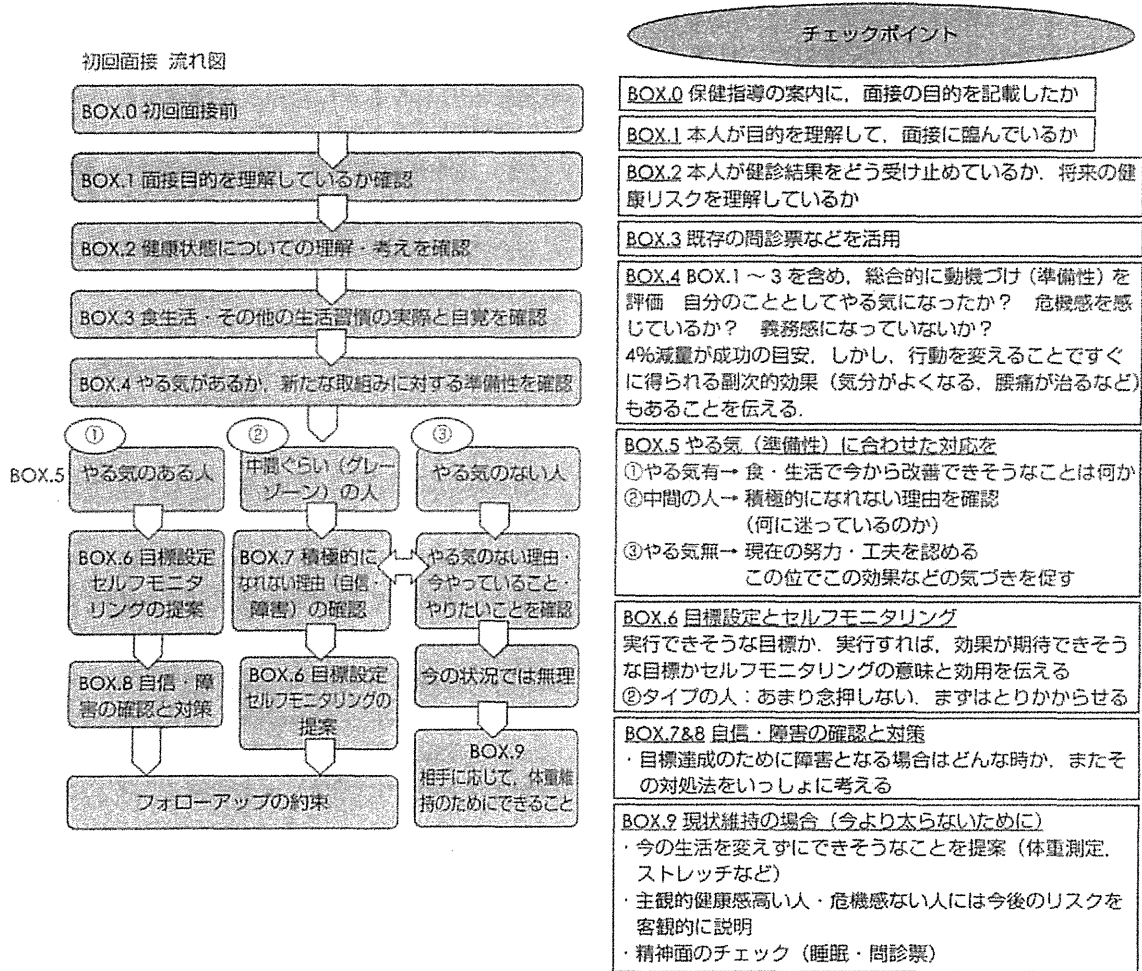 初回面接 流れ図
BOX.0 初回面接前
BOX.1 面接目的を理解しているか確認
BOX.2 健康状態についての理解・考えを確認
BOX.3 食生活・その他の生活習慣の実際と自覚を確認
BOX.4 やる気があるか，新たな取組みに対する準備性を確認
①
②
③
BOX.5
やる気のある人
中間ぐらい（グレー
ゾーン）の人
やる気のない人
BOX.6 目標設定
セルフモニタ
リングの提案
BOX.7 積極的に
なれない理由（自信・
障害）の確認
やる気のない理由・
今やっていること・
やりたいことを確認
BOX.8 自信・障
害の確認と対策
BOX.6 目標設定
セルフモニタリングの
提案
今の状況では無理
BOX.9
相手に応じて，体重維
持のためにできること
フォローアップの約束
チェックポイント
BOX.0 保健指導の案内に，面接の目的を記載したか
BOX.1 本人が目的を理解して，面接に臨んでいるか
BOX.2 本人が健診結果をどう受け止めているか．将来の健
康リスクを理解しているか
BOX.3 既存の問診票などを活用
BOX.4 BOX.1 〜 3 を含め，総合的に動機づけ（準備性）を
評価　自分のこととしてやる気になったか？　危機感を感
じているか？　義務感になっていないか？
4%減量が成功の目安．しかし，行動を変えることですぐ
に得られる副次的効果（気分がよくなる，腰痛が治るなど）
もあることを伝える．
BOX.5 やる気（準備性）に合わせた対応を
①やる気有→ 食・生活で今から改善できそうなことは何か
②中間の人→ 積極的になれない理由を確認
（何に迷っているのか）
③やる気無→ 現在の努力・工夫を認める
この位でこの効果などの気づきを促す
BOX.6 目標設定とセルフモニタリング
実行できそうな目標か．実行すれば，効果が期待できそう
な目標かセルフモニタリングの意味と効用を伝える
②タイプの人：あまり念押ししない．まずはとりかからせる
BOX.7&8 自信・障害の確認と対策
・目標達成のために障害となる場合はどんな時か，またそ
の対処法をいっしょに考える
BOX.9 現状維持の場合（今より太らないために）
・今の生活を変えずにできそうなことを提案（体重測定，
ストレッチなど）
・主観的健康感高い人・危機感ない人には今後のリスクを
客観的に説明
・精神面のチェック（睡眠・問診票）